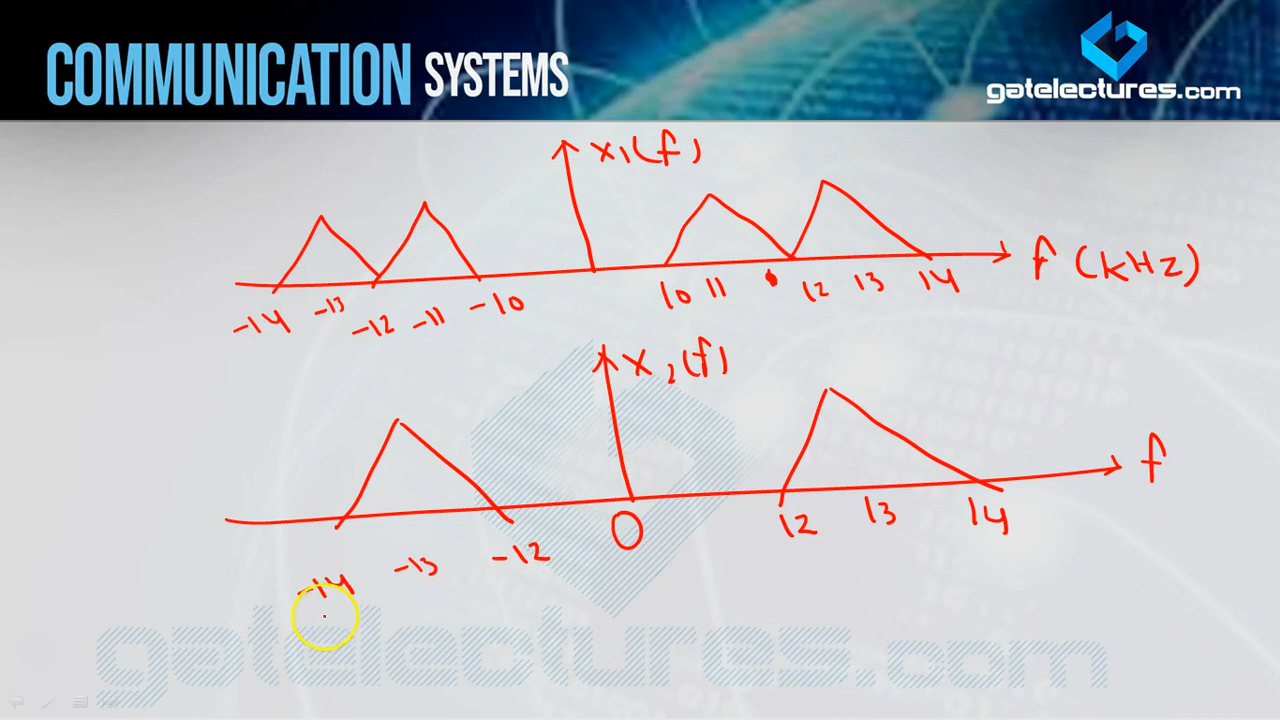 COMMUNICATION SYSTEMS
gatelectures.com
x₁(f)
-14 -13 -12 -11 -10 10 11 12 13 14 f (kHz)
x₂(f)
f
-14 -13 -12 0 12 13 14
gatelectures.com